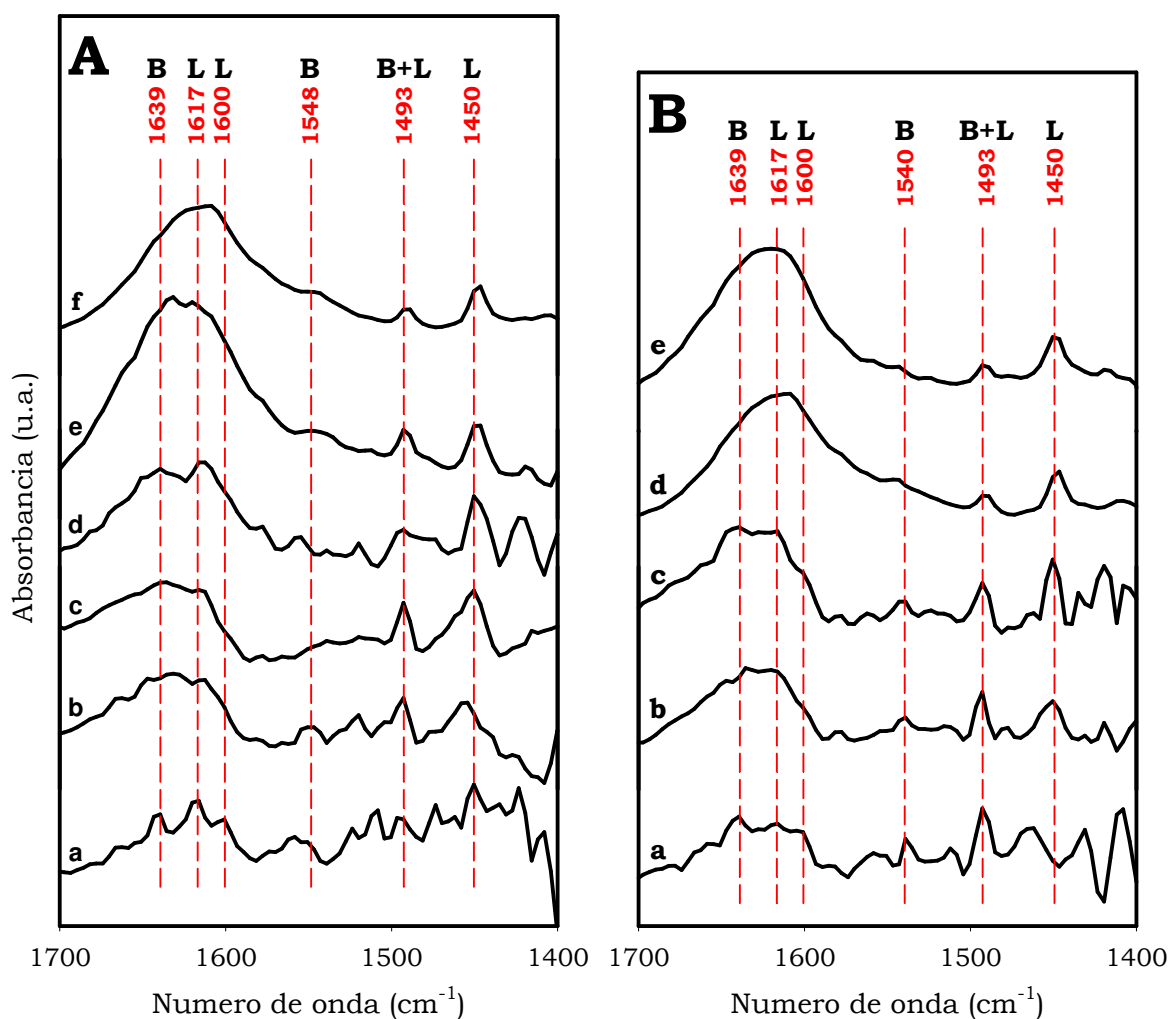 A
B L L B B+L L
1639 1617 1600 1548 1493 1450
f
e
d
c
b
a
1700 1600 1500 1400
Numero de onda (cm-1)
Absorbancia (u.a.)
B
B L L B B+L L
1639 1617 1600 1540 1493 1450
e
d
c
b
a
1700 1600 1500 1400
Numero de onda (cm-1)